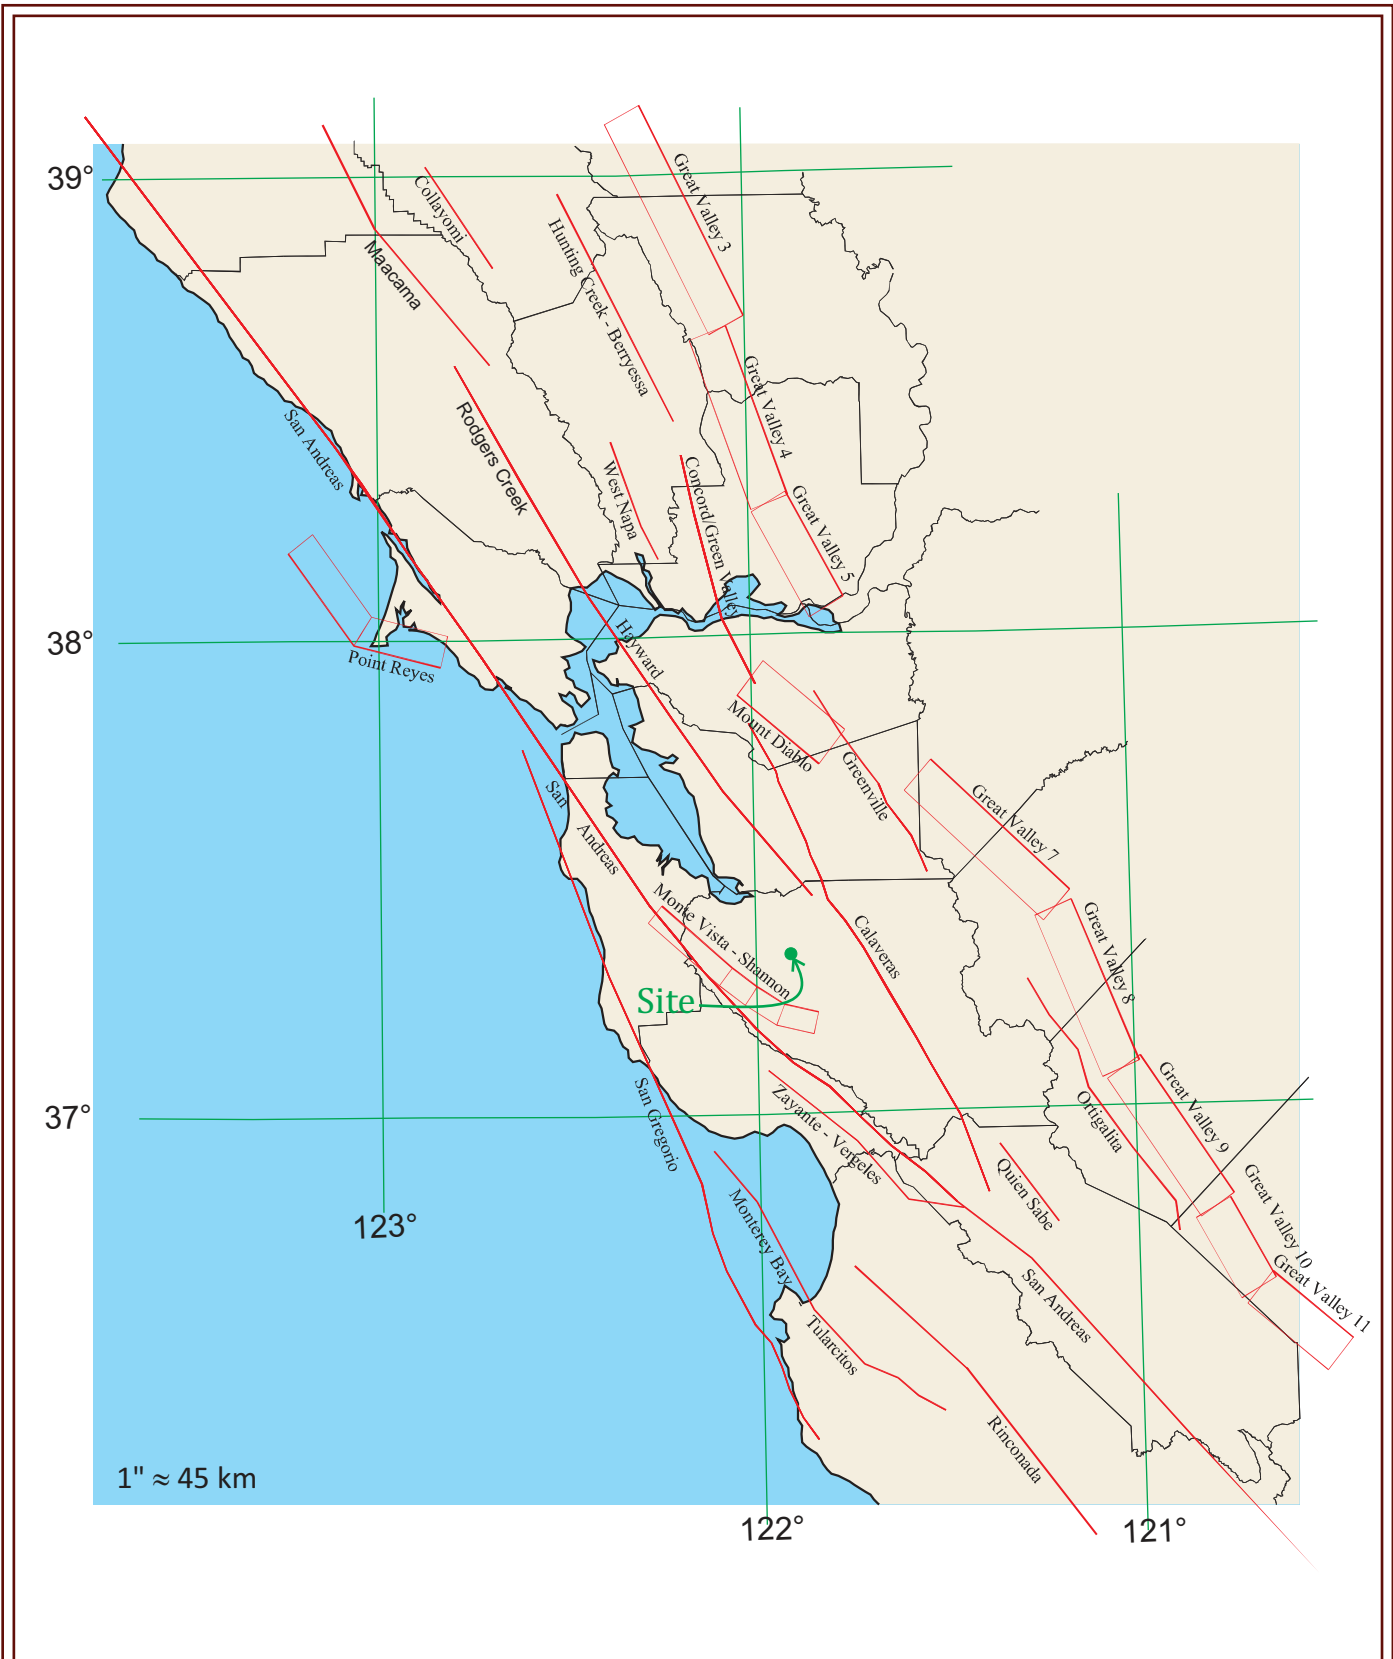 39°
Collayomi
Great Valley 3
Maacama
Hunting Creek - Berryessa
San Andreas
Rodgers Creek
West Napa
Great Valley 4
Concord/Green Valley
Great Valley 5
38°
Point Reyes
Hayward
Mount Diablo
Greenville
San
Andreas
Great Valley 7
Monte Vista - Shannon
Calaveras
Great Valley 8
Site
37°
San Gregorio
Zayante - Vergeles
Ortigalita
Great Valley 9
Quien Sabe
Great Valley 10
123°
Monterey Bay
San Andreas
Great Valley 11
Tularcitos
Rinconada
1" ≈ 45 km
122°
121°